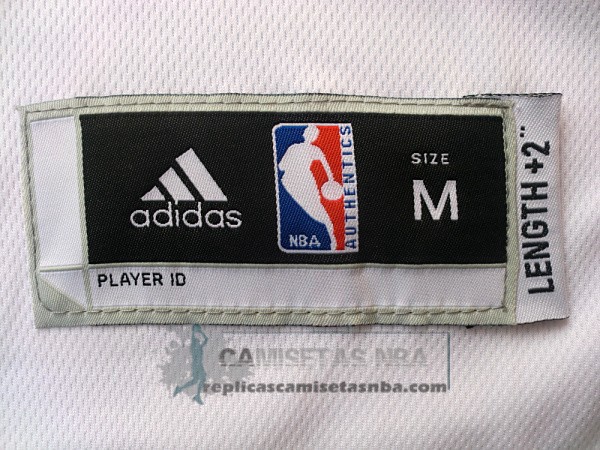 adidas
NBA
AUTHENTICS
SIZE
M
LENGTH +2"
PLAYER ID
CAMISETAS NBA
replicascamisetasnba.com